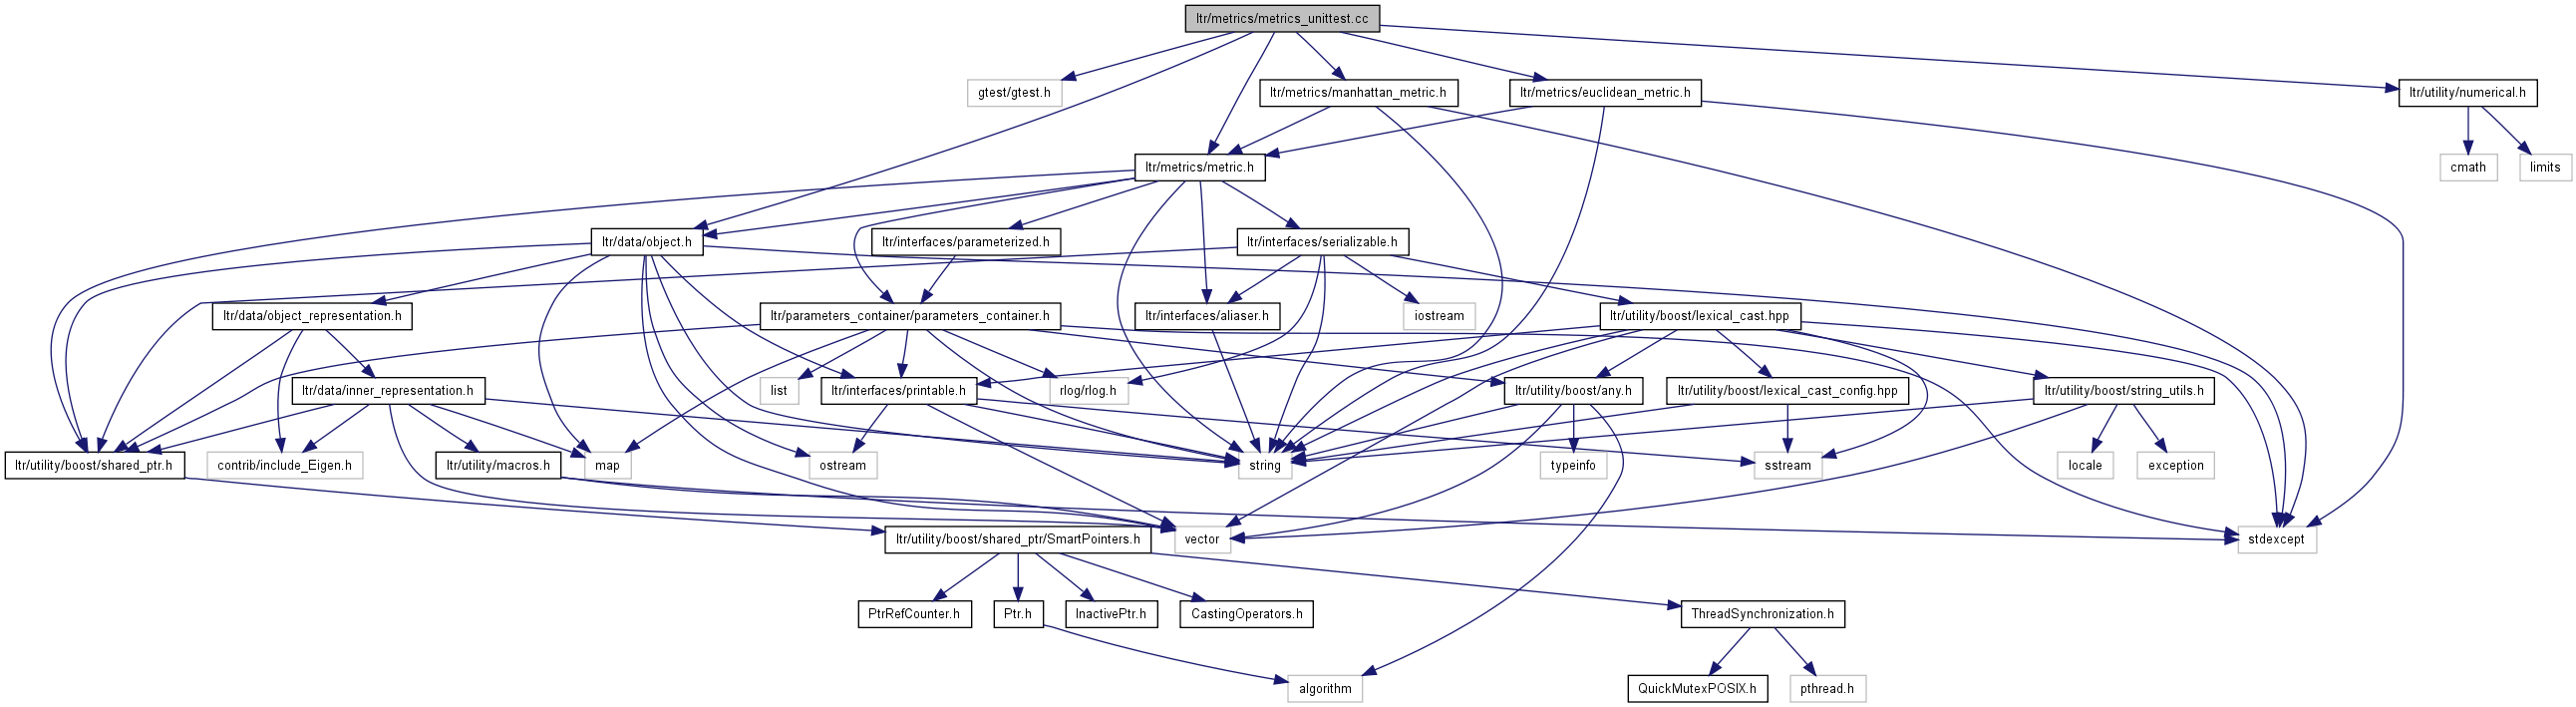 ltr/metrics/metrics_unittest.cc
gtest/gtest.h
ltr/metrics/manhattan_metric.h
ltr/metrics/euclidean_metric.h
ltr/utility/numerical.h
ltr/metrics/metric.h
cmath
limits
ltr/data/object.h
ltr/interfaces/parameterized.h
ltr/interfaces/serializable.h
ltr/data/object_representation.h
ltr/parameters_container/parameters_container.h
ltr/interfaces/aliaser.h
iostream
ltr/utility/boost/lexical_cast.hpp
ltr/data/inner_representation.h
list
ltr/interfaces/printable.h
rlog/rlog.h
ltr/utility/boost/any.h
ltr/utility/boost/lexical_cast_config.hpp
ltr/utility/boost/string_utils.h
ltr/utility/boost/shared_ptr.h
contrib/include_Eigen.h
ltr/utility/macros.h
map
ostream
string
typeinfo
sstream
locale
exception
ltr/utility/boost/shared_ptr/SmartPointers.h
vector
stdexcept
PtrRefCounter.h
Ptr.h
InactivePtr.h
CastingOperators.h
ThreadSynchronization.h
algorithm
QuickMutexPOSIX.h
pthread.h